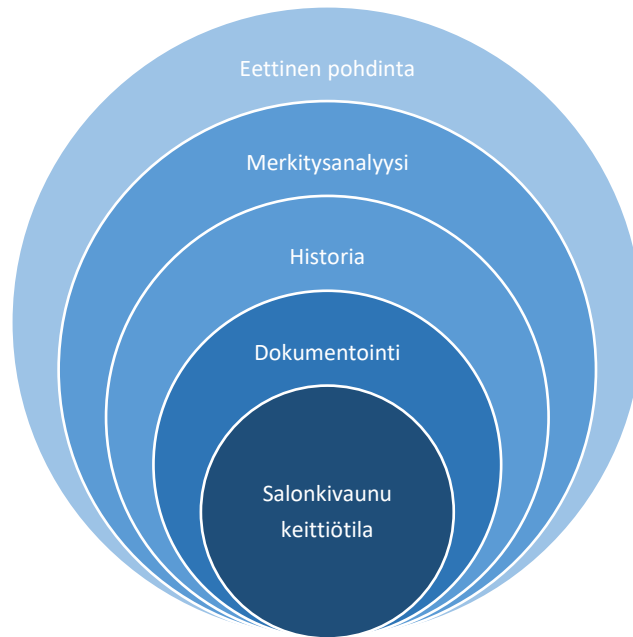 Eettinen pohdinta
Merkitysanalyysi
Historia
Dokumentointi
Salonkivaunu
keittiötila